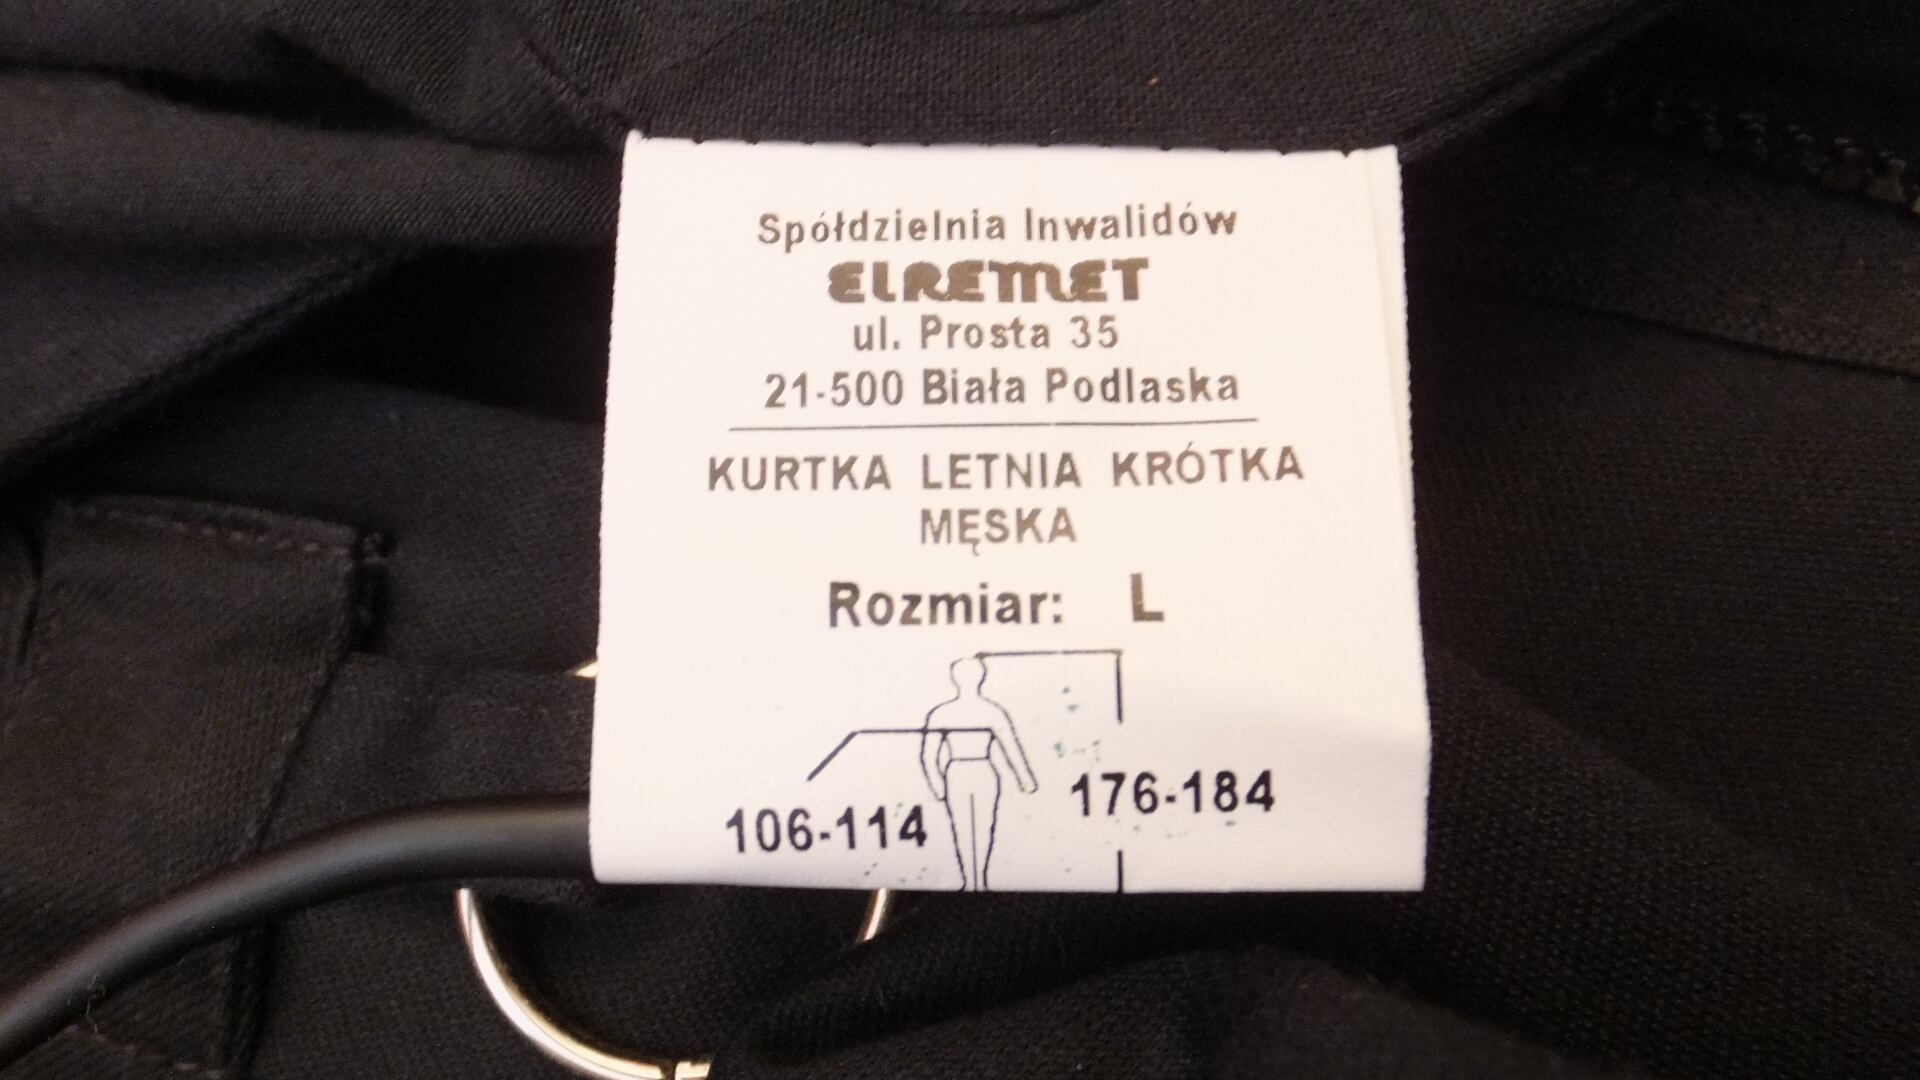 Spółdzielnia Inwalidów
ELREMET
ul. Prosta 35
21-500 Biała Podlaska
KURTKA LETNIA KRÓTKA
MĘSKA
Rozmiar: L
106-114 176-184